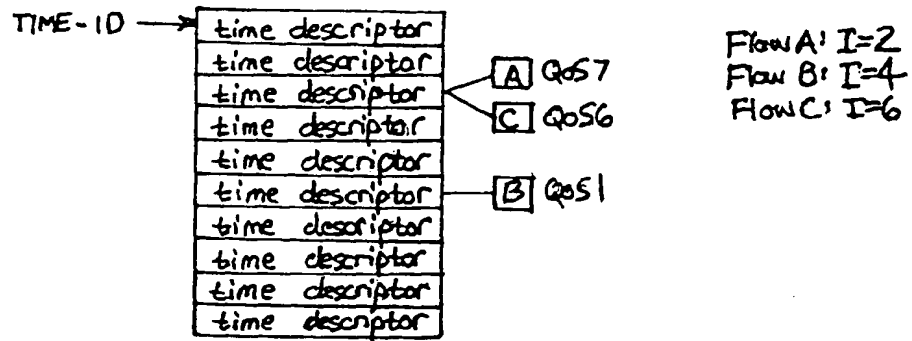 TIME-ID
time descriptor
time descriptor
time descriptor
A QoS7
C QoS6
time descriptor
time descriptor
time descriptor
B QoS1
time descriptor
time descriptor
time descriptor
time descriptor
Flow A: I=2
Flow B: I=4
Flow C: I=6